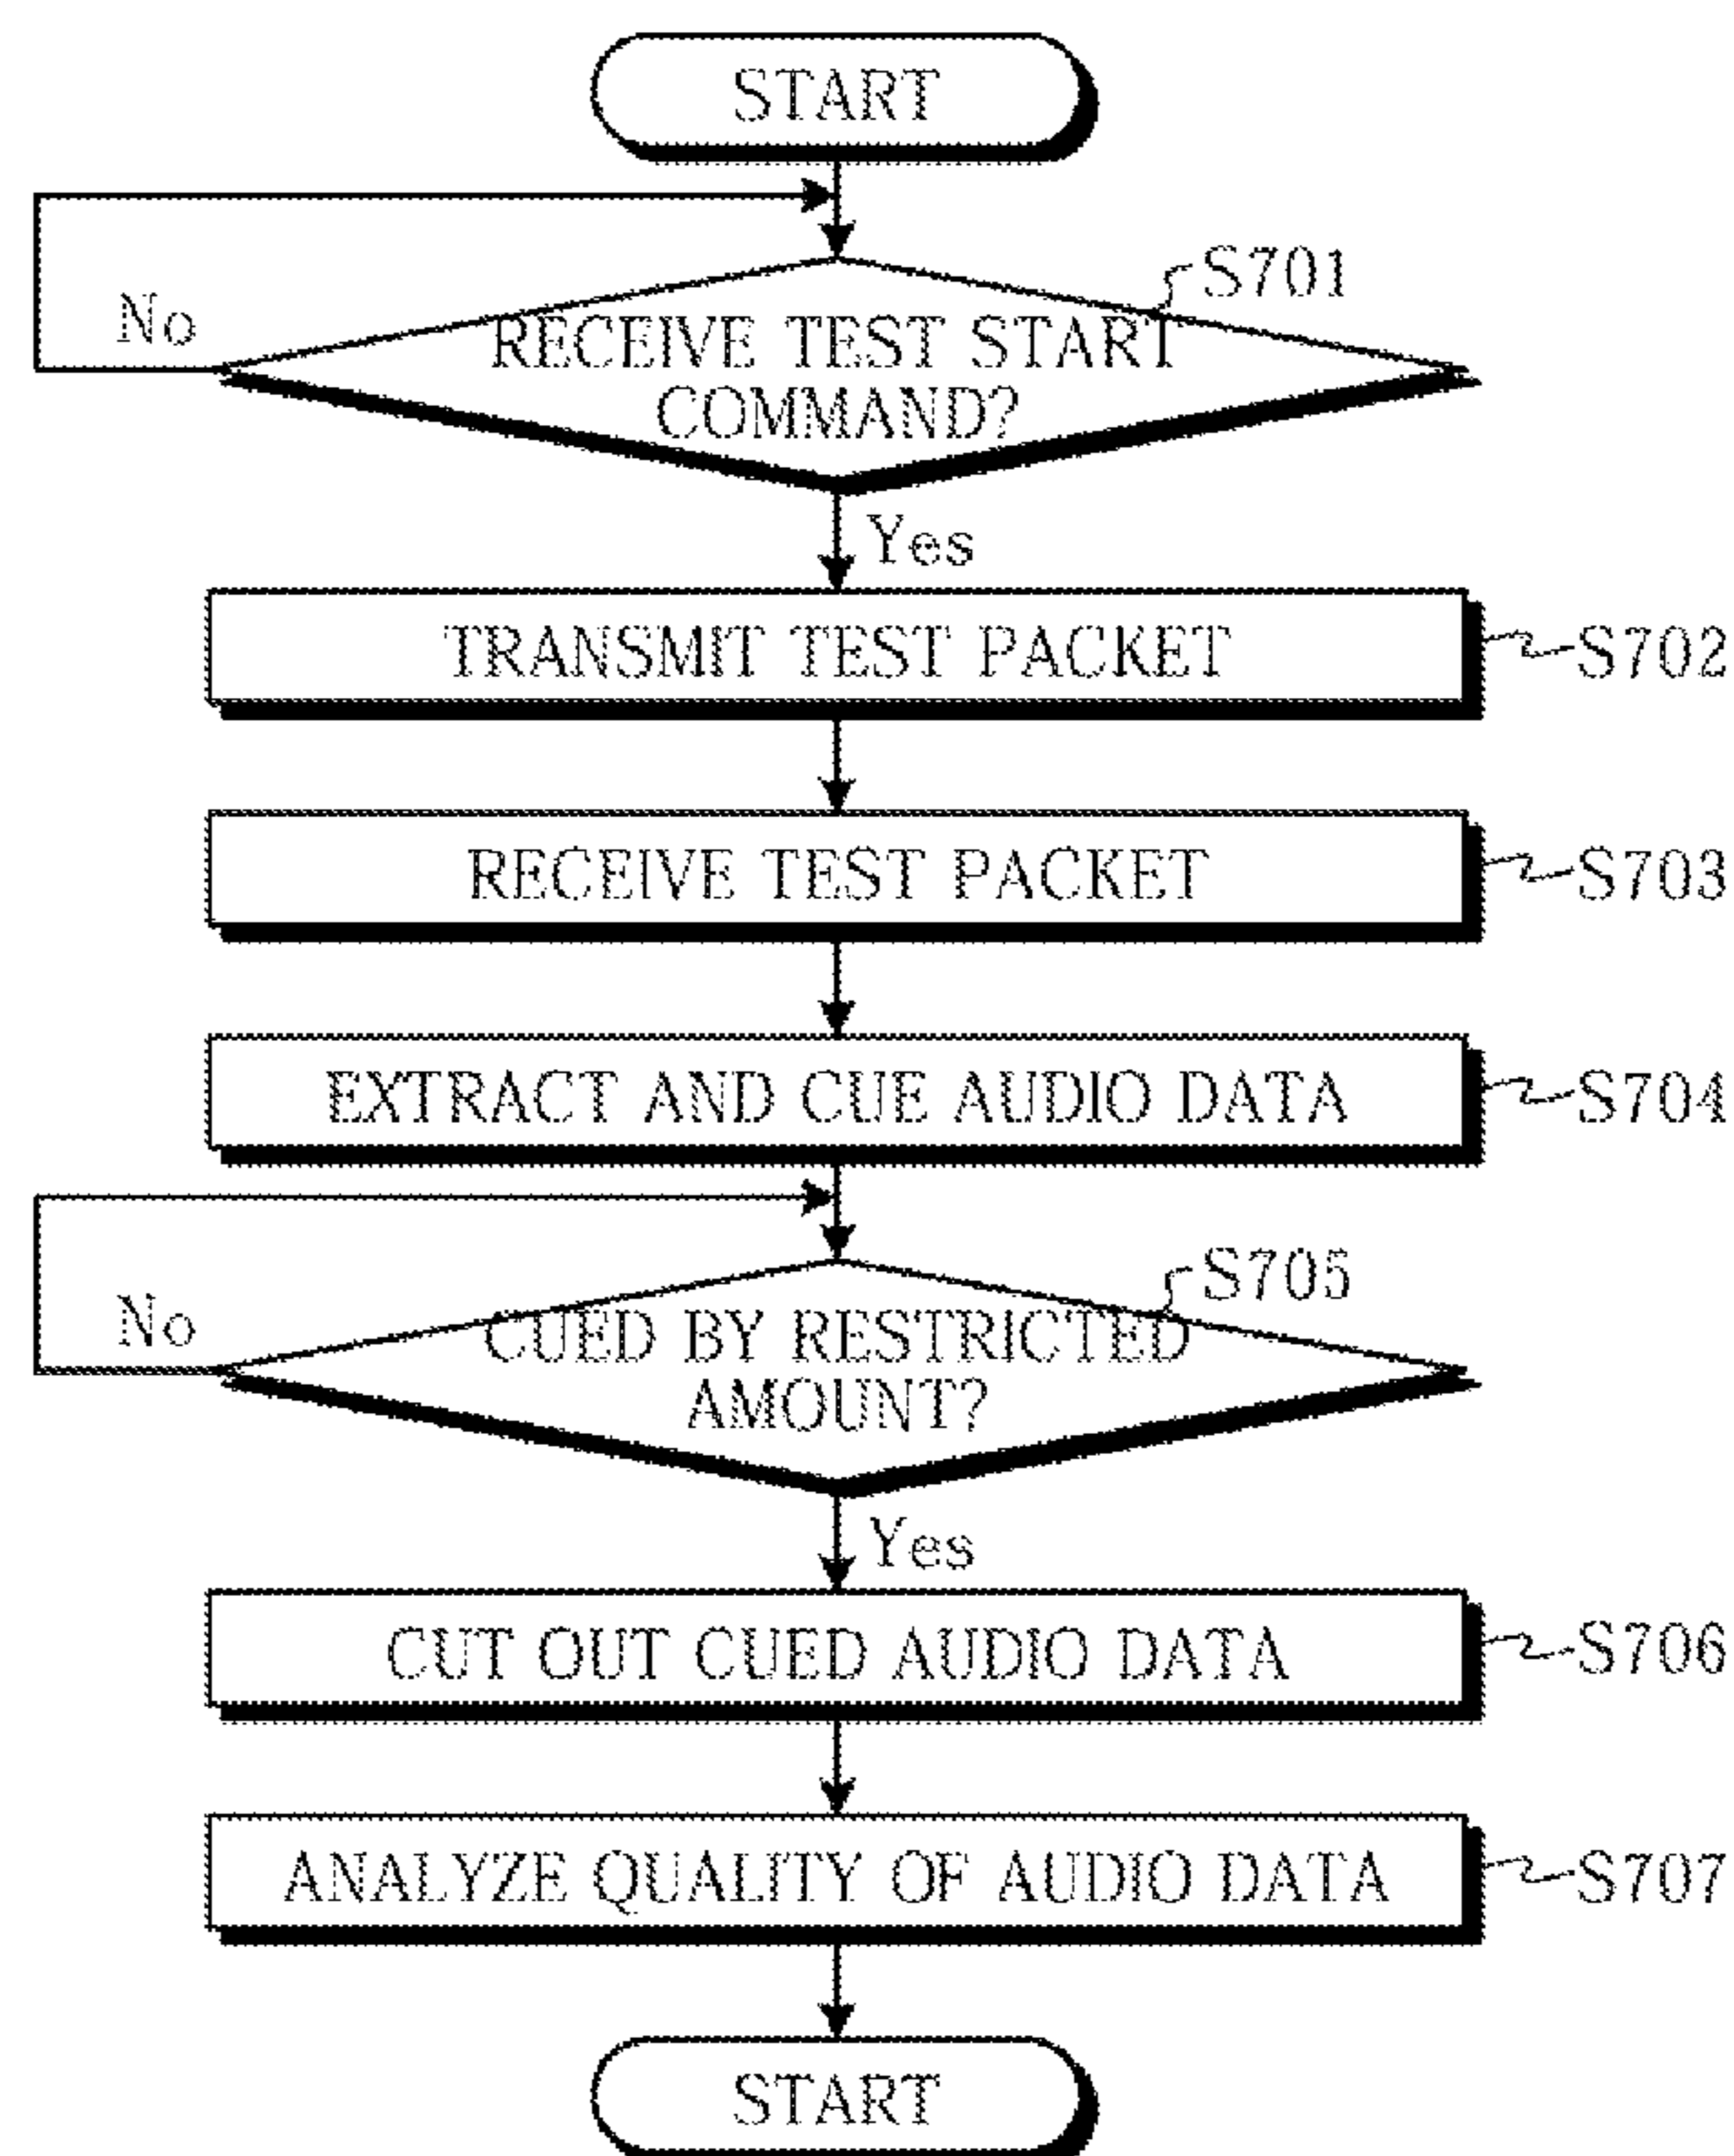 START
S701
No
RECEIVE TEST START
COMMAND?
Yes
TRANSMIT TEST PACKET
S702
RECEIVE TEST PACKET
S703
EXTRACT AND CUE AUDIO DATA
S704
S705
No
CUED BY RESTRICTED
AMOUNT?
Yes
CUT OUT CUED AUDIO DATA
S706
ANALYZE QUALITY OF AUDIO DATA
S707
START